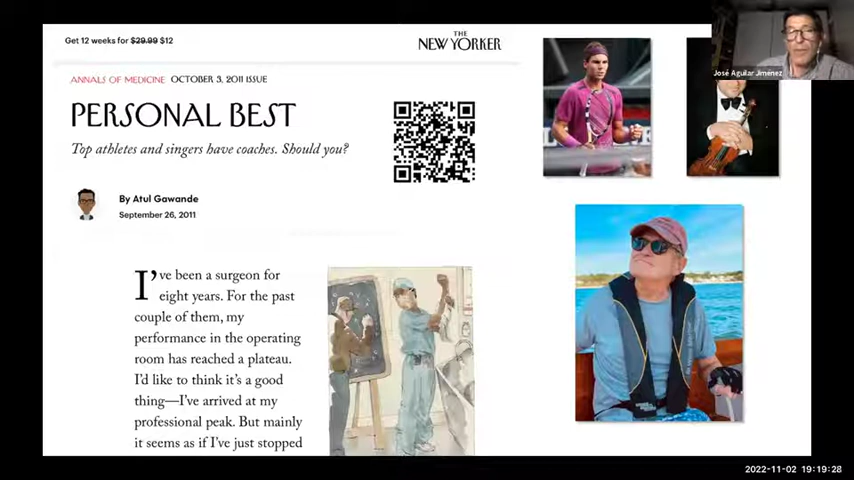 Get 12 weeks for $29.99 $12
THE
NEW YORKER
ANNALS OF MEDICINE OCTOBER 3, 2011 ISSUE
PERSONAL BEST
Top athletes and singers have coaches. Should you?
By Atul Gawande
September 26, 2011
I've been a surgeon for
eight years. For the past
couple of them, my
performance in the operating
room has reached a plateau.
I'd like to think it's a good
thing—I've arrived at my
professional peak. But mainly
it seems as if I've just stopped
José Aguilar Jiménez
2022-11-02 19:19:28